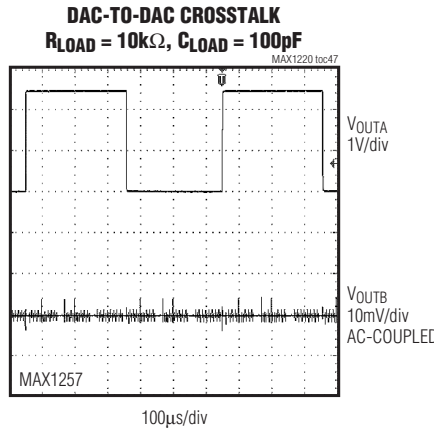 DAC-TO-DAC CROSSTALK
RLOAD = 10kΩ, CLOAD = 100pF
MAX1220 toc47
VOUTA
1V/div
VOUTB
10mV/div
AC-COUPLED
MAX1257
100μs/div